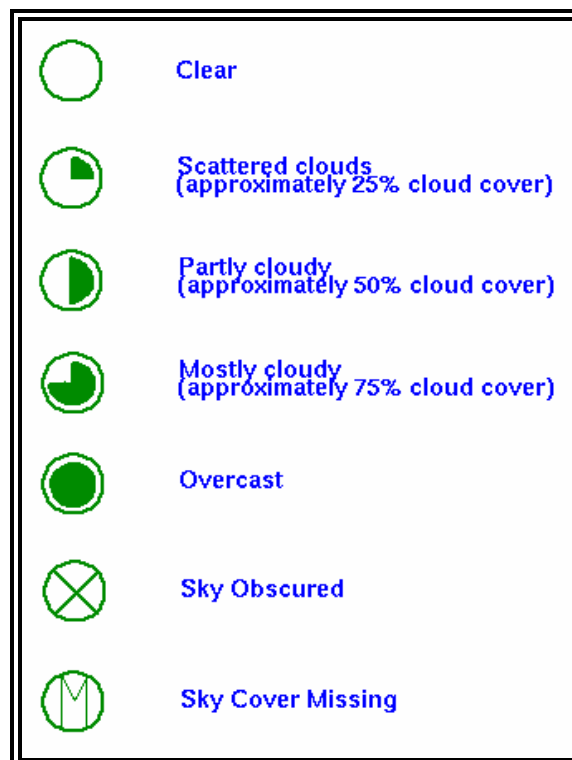 Clear
Scattered clouds
(approximately 25% cloud cover)
Partly cloudy
(approximately 50% cloud cover)
Mostly cloudy
(approximately 75% cloud cover)
Overcast
Sky Obscured
M
Sky Cover Missing